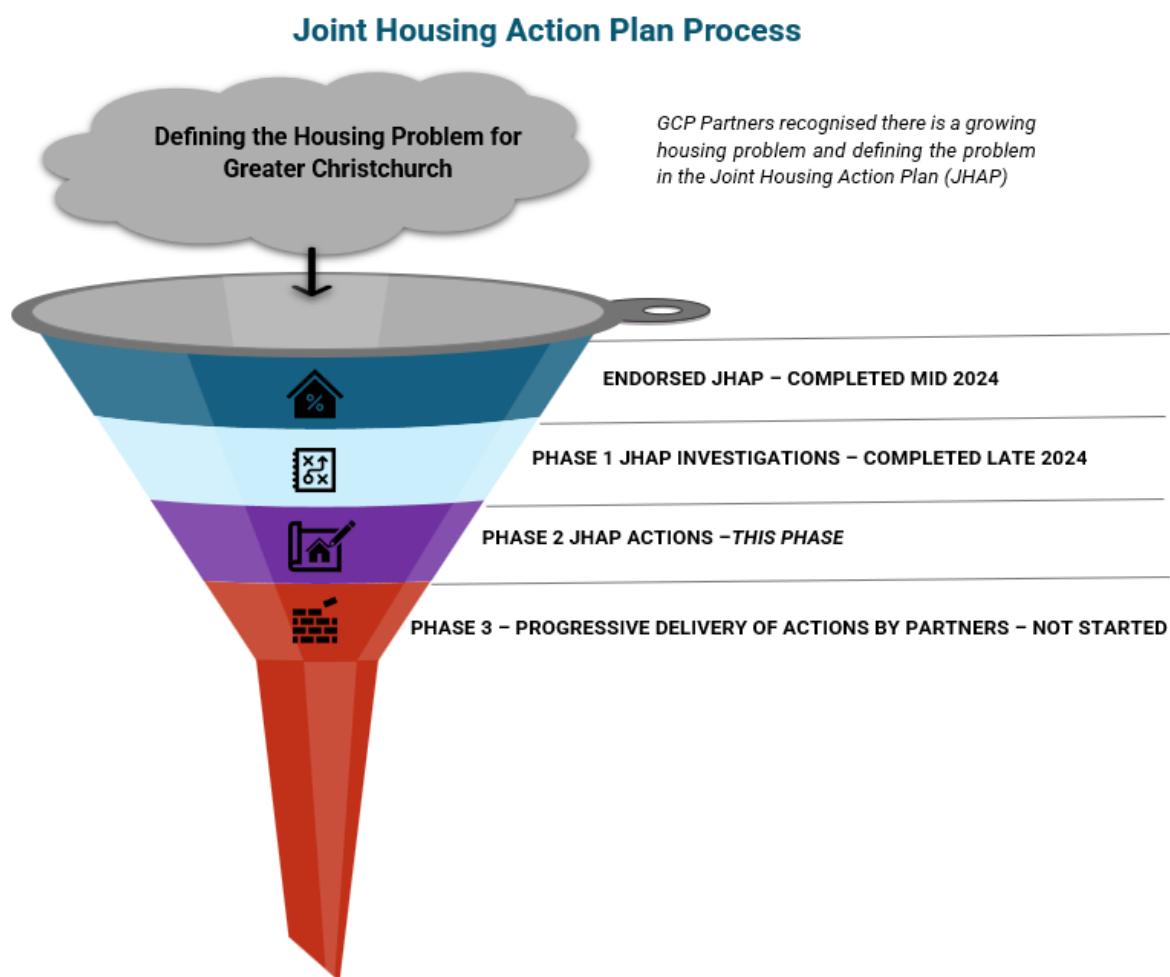 Joint Housing Action Plan Process
Defining the Housing Problem for
Greater Christchurch
GCP Partners recognised there is a growing
housing problem and defining the problem
in the Joint Housing Action Plan (JHAP)
%
ENDORSED JHAP – COMPLETED MID 2024
PHASE 1 JHAP INVESTIGATIONS – COMPLETED LATE 2024
PHASE 2 JHAP ACTIONS –THIS PHASE
PHASE 3 – PROGRESSIVE DELIVERY OF ACTIONS BY PARTNERS – NOT STARTED